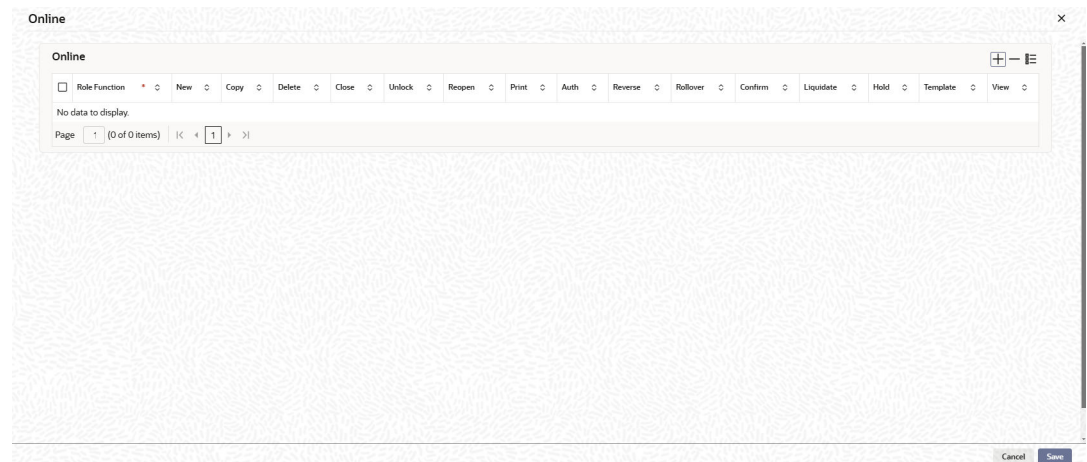 Online
Online
Role Function * New Copy Delete Close Unlock Reopen Print Auth Reverse Rollover Confirm Liquidate Hold Template View
No data to display.
Page 1 (0 of 0 items) 1
Cancel Save